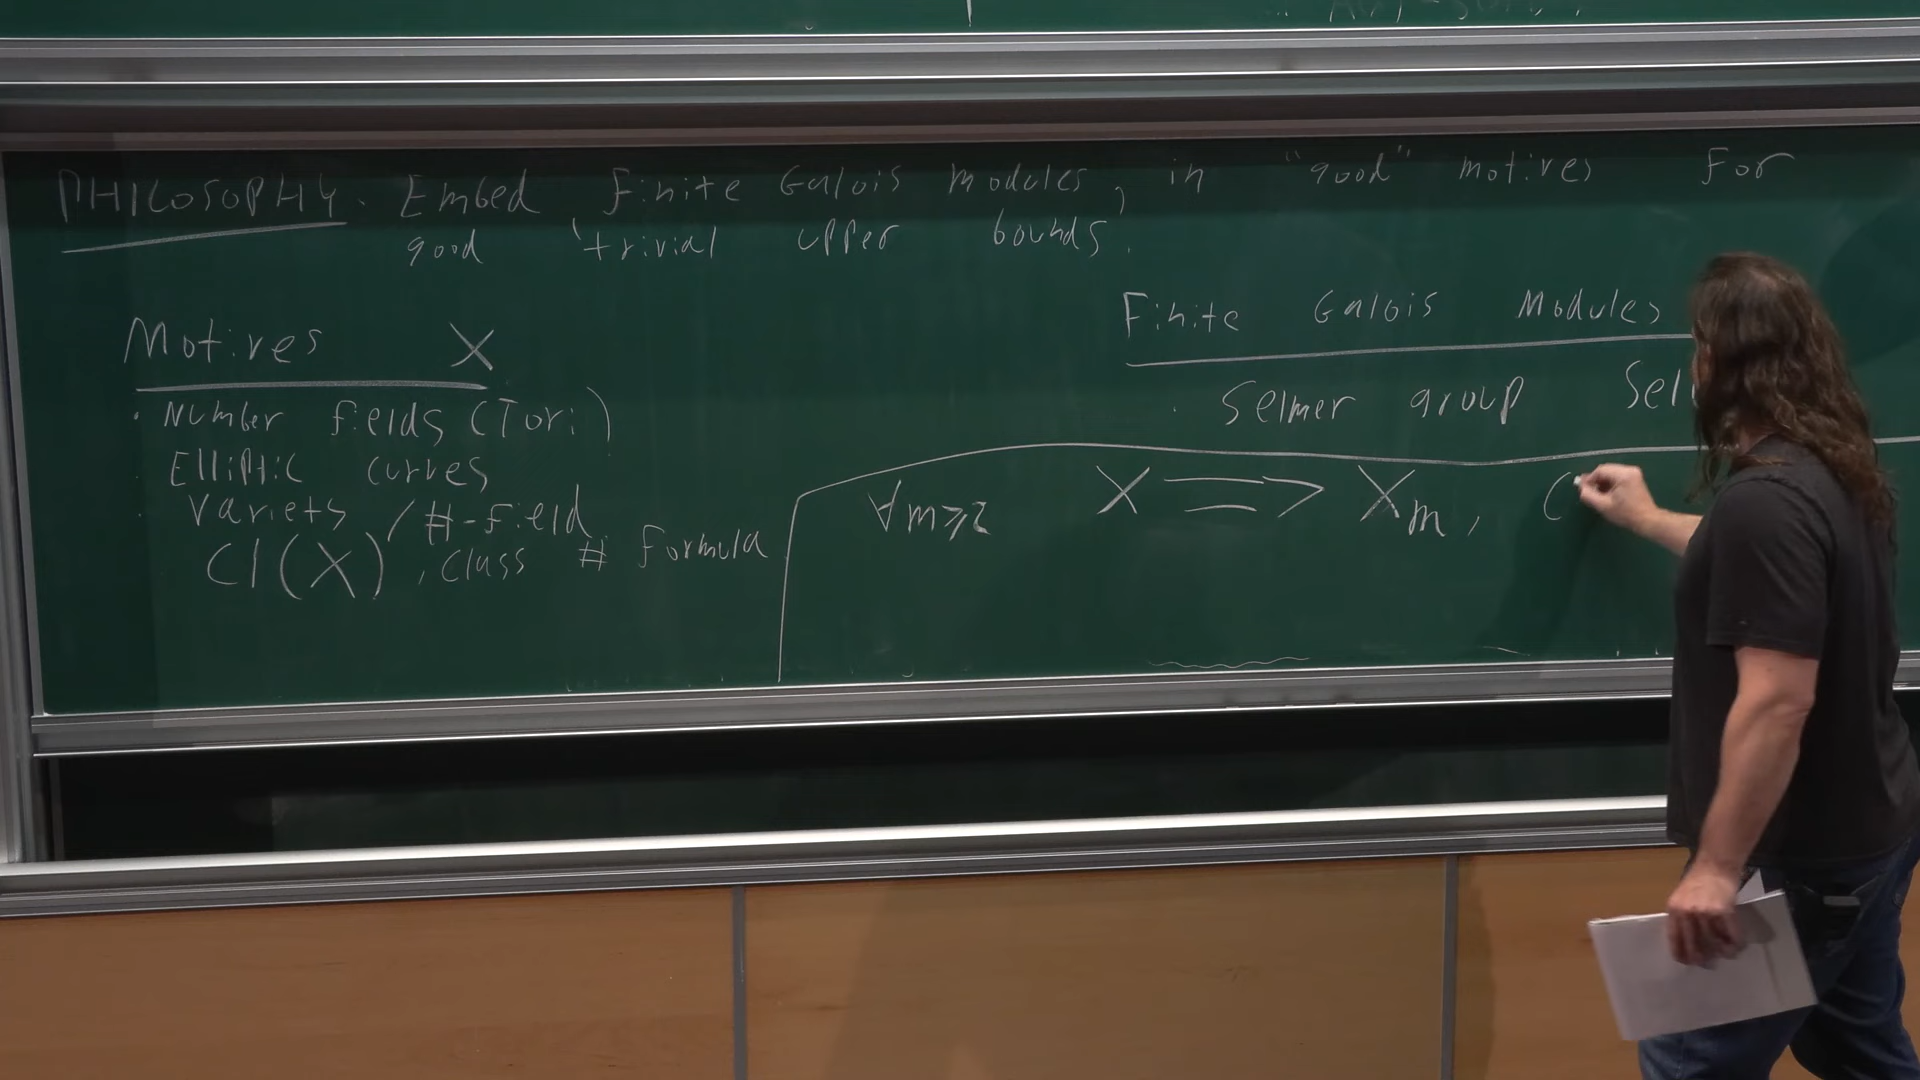 PHILOSOPHY. Embed finite Galois modules, in "good" motives for
good 'trivial upper bounds'.
Motives X
· Number fields (Tori)
· Elliptic curves
· Variets / #-field
Cl(X), class # formula
Finite Galois Modules
· Selmer group Sel
∀m≥2 X ⟹ Xm, (